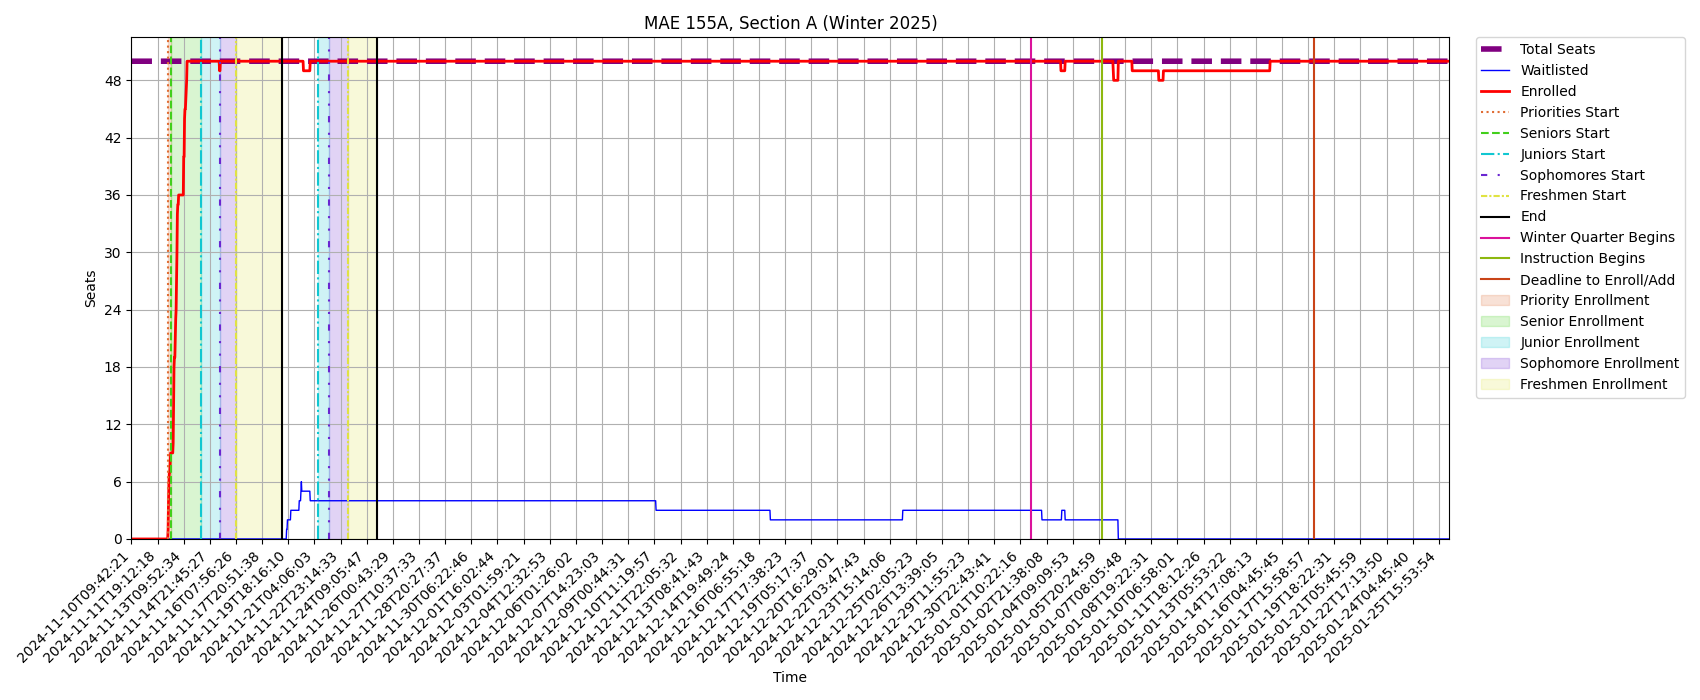 MAE 155A, Section A (Winter 2025)
Seats
48
42
36
30
24
18
12
6
0
2024-11-10T09:42:21
2024-11-11T19:12:18
2024-11-13T09:52:34
2024-11-14T21:45:27
2024-11-16T07:56:26
2024-11-17T20:51:38
2024-11-19T18:16:10
2024-11-21T04:06:03
2024-11-22T23:14:33
2024-11-24T09:05:47
2024-11-26T00:43:29
2024-11-27T10:37:33
2024-11-28T20:27:37
2024-11-30T06:22:46
2024-12-01T16:02:44
2024-12-03T01:59:21
2024-12-04T12:32:53
2024-12-06T01:26:02
2024-12-07T14:23:03
2024-12-09T00:44:31
2024-12-10T11:19:57
2024-12-11T22:05:32
2024-12-13T08:41:43
2024-12-14T19:49:24
2024-12-16T06:55:18
2024-12-17T17:38:23
2024-12-19T05:17:37
2024-12-20T16:29:01
2024-12-22T03:47:43
2024-12-23T15:14:06
2024-12-25T02:05:23
2024-12-26T13:39:05
2024-12-29T11:55:23
2024-12-30T22:43:41
2025-01-01T10:22:16
2025-01-02T21:38:08
2025-01-04T09:09:53
2025-01-05T20:24:59
2025-01-07T08:05:48
2025-01-08T19:22:31
2025-01-10T06:58:01
2025-01-11T18:12:26
2025-01-13T05:53:22
2025-01-14T17:08:13
2025-01-16T04:45:45
2025-01-17T15:58:57
2025-01-19T18:22:31
2025-01-21T05:45:59
2025-01-22T17:13:50
2025-01-24T04:45:40
2025-01-25T15:53:54
Time
Total Seats
Waitlisted
Enrolled
Priorities Start
Seniors Start
Juniors Start
Sophomores Start
Freshmen Start
End
Winter Quarter Begins
Instruction Begins
Deadline to Enroll/Add
Priority Enrollment
Senior Enrollment
Junior Enrollment
Sophomore Enrollment
Freshmen Enrollment